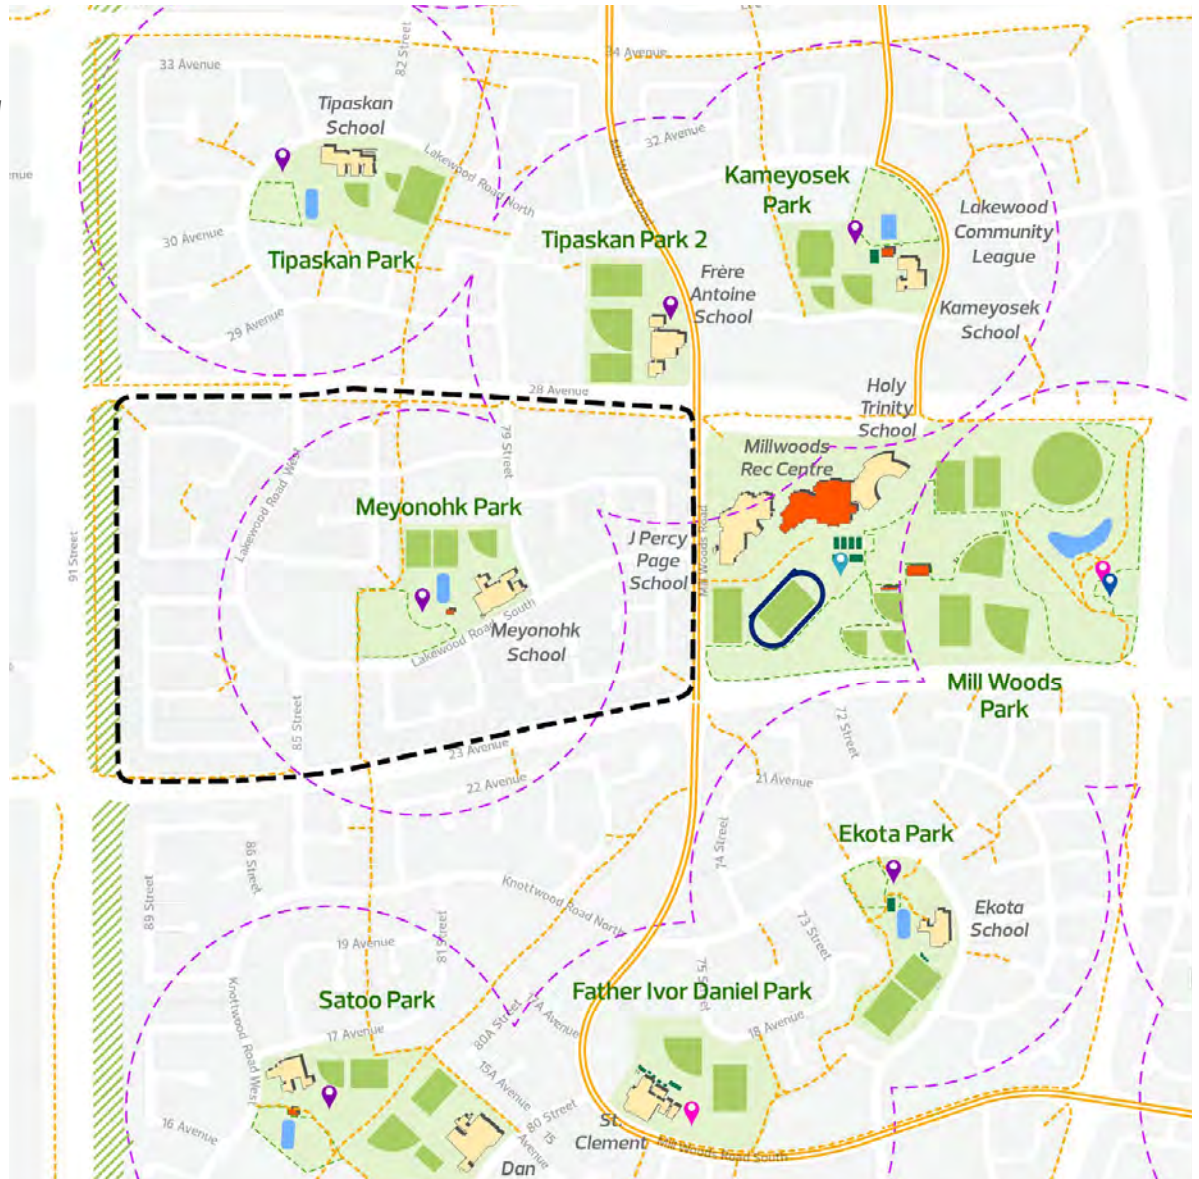 82 Street
34 Avenue
33 Avenue
Tipaskan
School
32 Avenue
Lakewood Road North
Mill Woods Road
Kameyosek
Park
Lakewood
Community
League
nue
30 Avenue
Tipaskan Park
Tipaskan Park 2
Frère
Antoine
School
Kameyosek
School
29 Avenue
28 Avenue
Holy
Trinity
School
79 Street
Millwoods
Rec Centre
Lakewood Road West
Meyonohk Park
91 Street
J Percy
Page
School
Mill Woods Road
Lakewood Road South
Meyonohk
School
Mill Woods
Park
85 Street
72 Street
23 Avenue
22 Avenue
21 Avenue
74 Street
Ekota Park
86 Street
89 Street
Knottwood Road North
Ekota
School
73 Street
19 Avenue
81 Street
75 Street
Satoo Park
Father Ivor Daniel Park
Knottwood Road West
17 Avenue
80A Street
17A Avenue
18 Avenue
15A Avenue
16 Avenue
80 Street
15 Avenue
St.
Clement
Mill Woods Road South
Dan